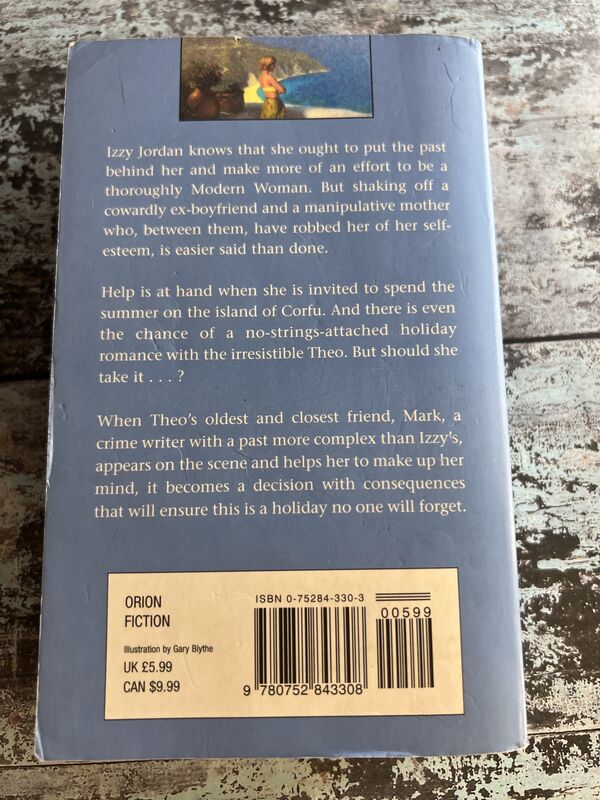 Izzy Jordan knows that she ought to put the past
behind her and make more of an effort to be a
thoroughly Modern Woman. But shaking off a
cowardly ex-boyfriend and a manipulative mother
who, between them, have robbed her of her self-
esteem, is easier said than done.
Help is at hand when she is invited to spend the
summer on the island of Corfu. And there is even
the chance of a no-strings-attached holiday
romance with the irresistible Theo. But should she
take it . . . ?
When Theo's oldest and closest friend, Mark, a
crime writer with a past more complex than Izzy's,
appears on the scene and helps her to make up her
mind, it becomes a decision with consequences
that will ensure this is a holiday no one will forget.
ORION
FICTION
Illustration by Gary Blythe
UK £5.99
CAN $9.99
ISBN 0-75284-330-3
00599
9 780752 843308